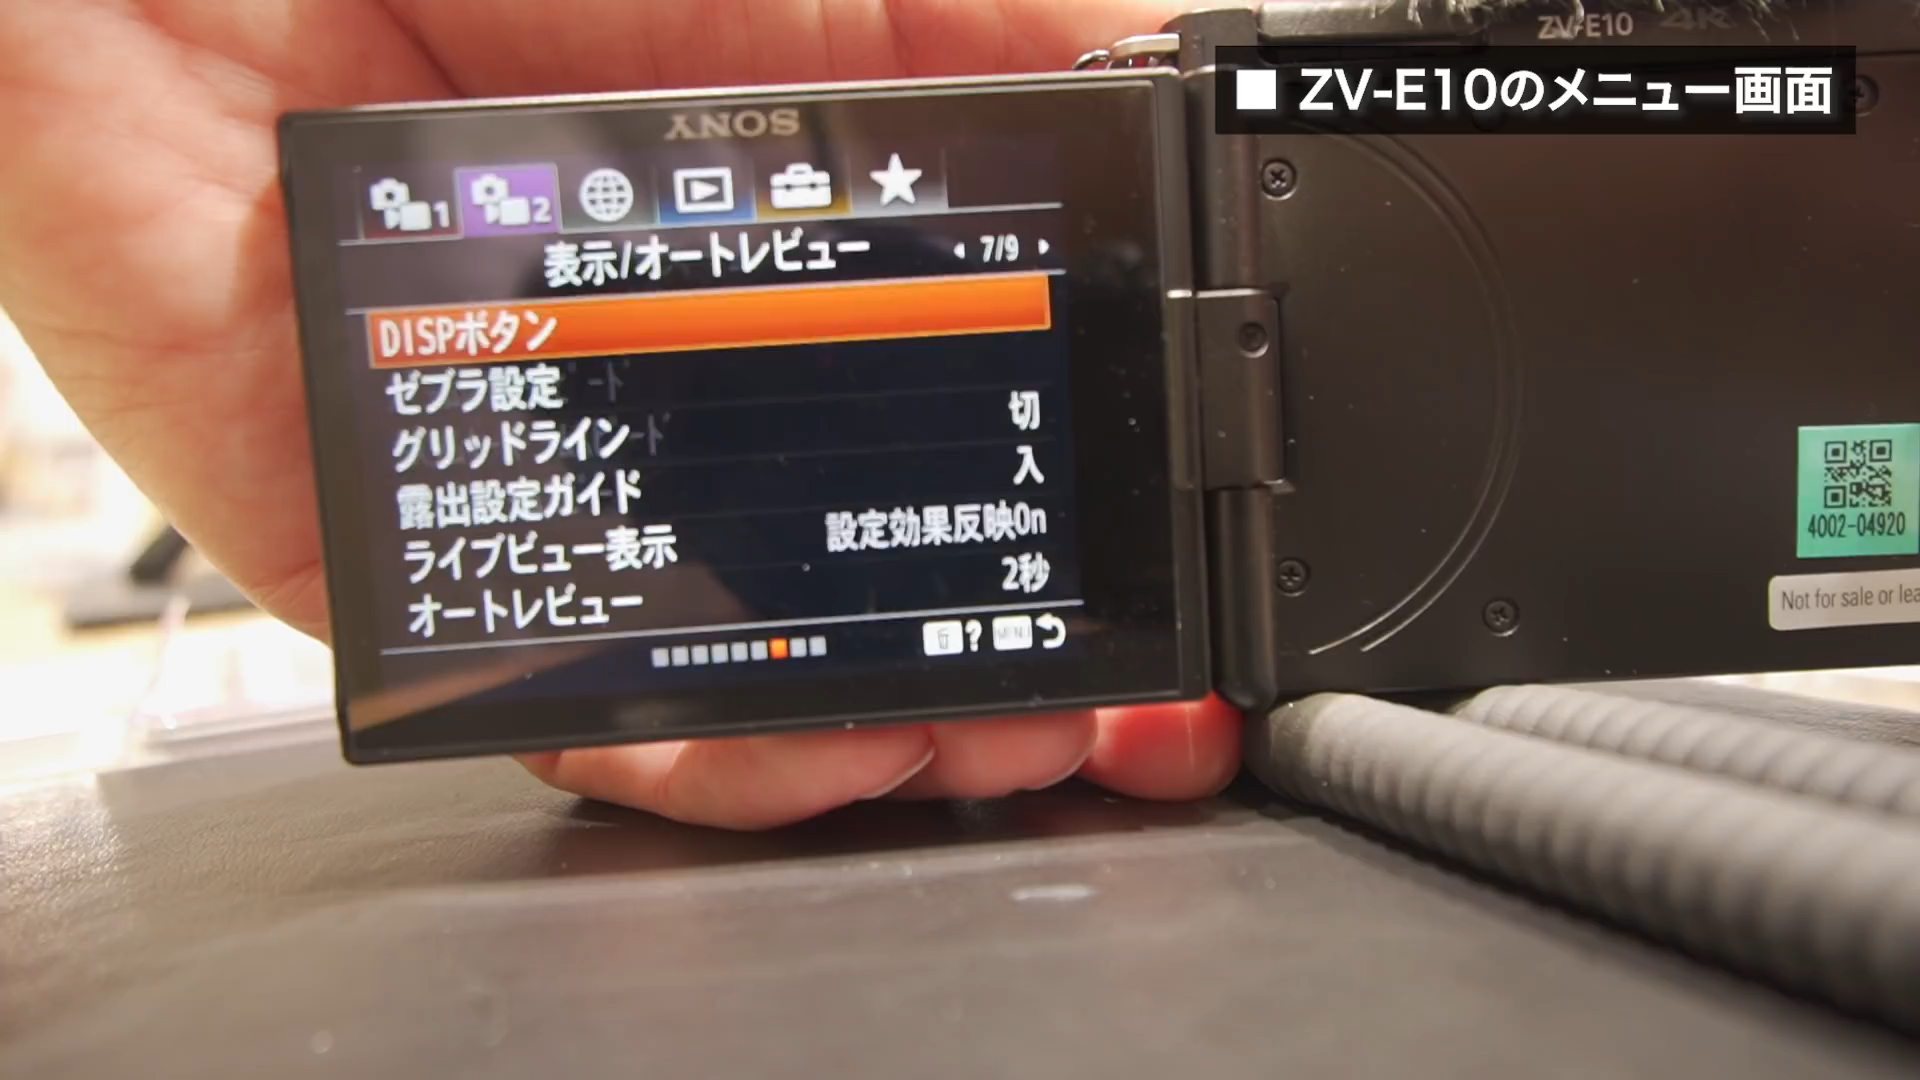 ZV-E10 4K
■ ZV-E10のメニュー画面
SONY
1 2
表示/オートレビュー 7/9
DISPボタン
ゼブラ設定
グリッドライン 切
露出設定ガイド 入
ライブビュー表示 設定効果反映On
オートレビュー 2秒
? MENU
4002-04920
Not for sale or